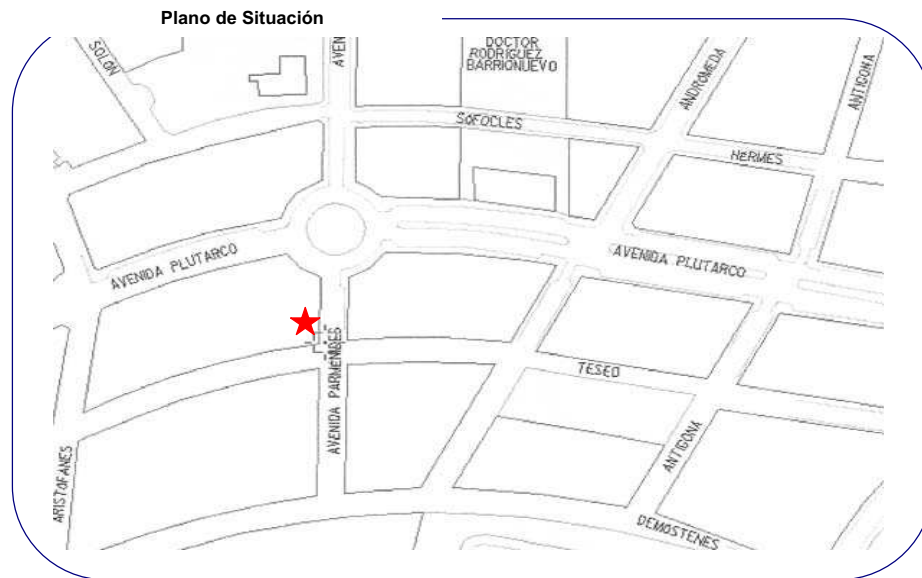 Plano de Situación
SOLON
AVEN
DOCTOR
RODRIGUEZ
BARRIONUEVO
ANDROMEDA
ANTIGONA
SOFOCLES
HERMES
AVENIDA PLUTARCO
AVENIDA PLUTARCO
AVENIDA PARMENIDES
TESEO
ARISTOFANES
ANTIGONA
DEMOSTENES